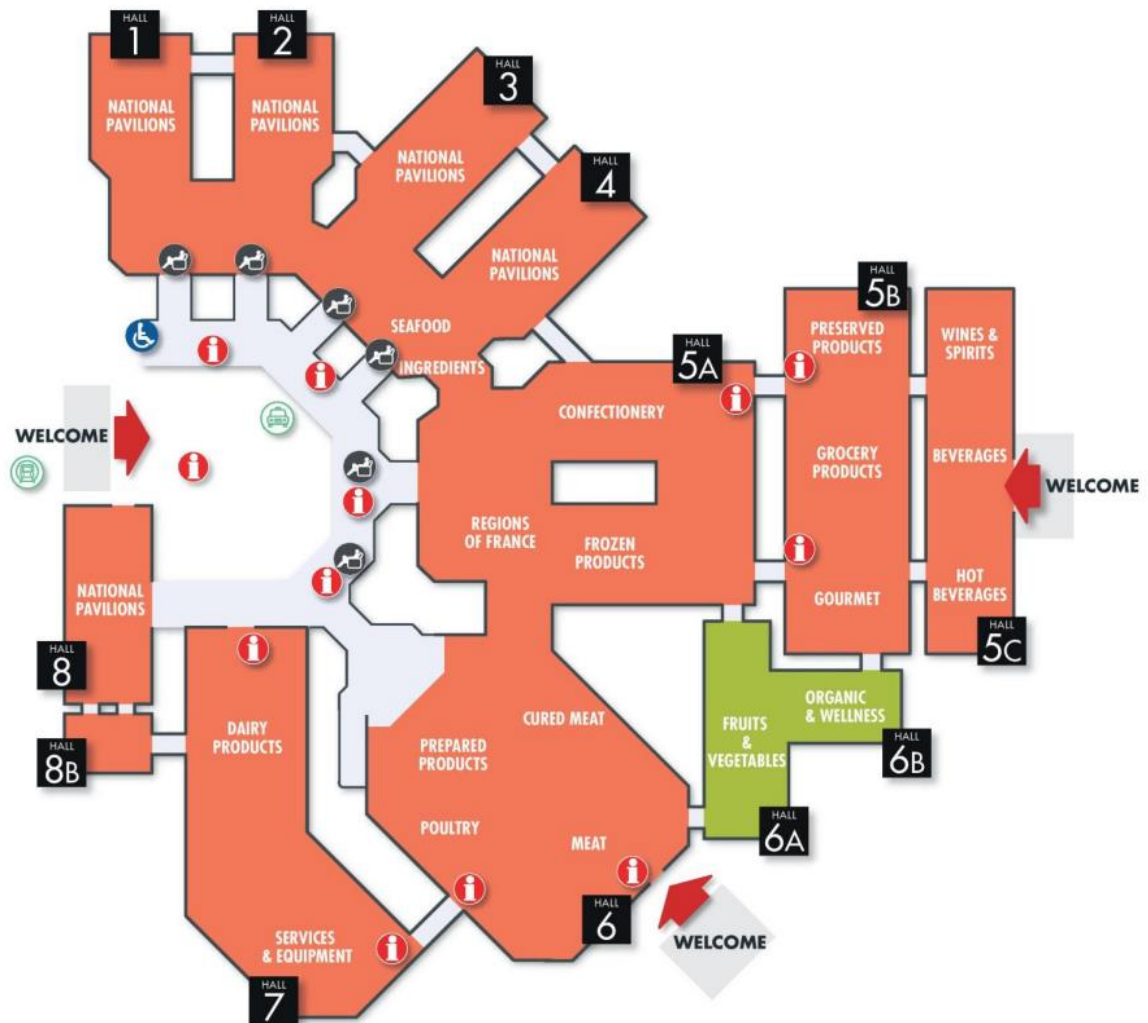 HALL
1
HALL
2
HALL
3
HALL
4
NATIONAL
PAVILIONS
NATIONAL
PAVILIONS
NATIONAL
PAVILIONS
NATIONAL
PAVILIONS
SEAFOOD
INGREDIENTS
HALL
5A
HALL
5B
PRESERVED
PRODUCTS
WINES &
SPIRITS
CONFECTIONERY
WELCOME
GROCERY
PRODUCTS
BEVERAGES
WELCOME
REGIONS
OF FRANCE
FROZEN
PRODUCTS
GOURMET
HOT
BEVERAGES
HALL
5C
NATIONAL
PAVILIONS
HALL
8
HALL
8B
DAIRY
PRODUCTS
PREPARED
PRODUCTS
CURED MEAT
FRUITS
&
VEGETABLES
ORGANIC
& WELLNESS
HALL
6B
HALL
6A
POULTRY
MEAT
HALL
6
WELCOME
SERVICES
& EQUIPMENT
HALL
7